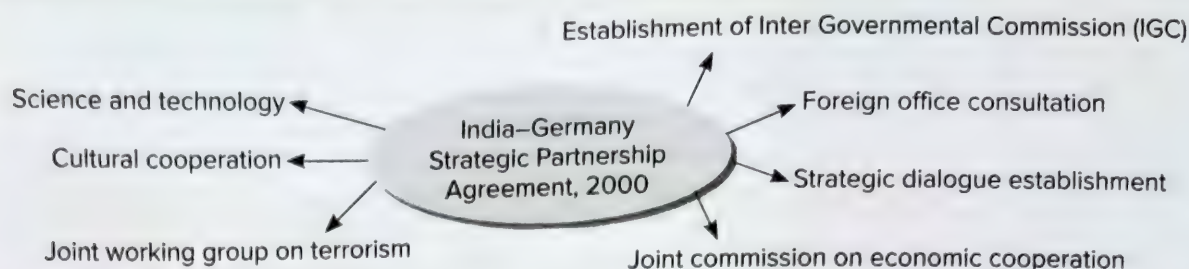 Establishment of Inter Governmental Commission (IGC)
Science and technology
Foreign office consultation
India–Germany
Strategic Partnership
Agreement, 2000
Cultural cooperation
Strategic dialogue establishment
Joint working group on terrorism
Joint commission on economic cooperation